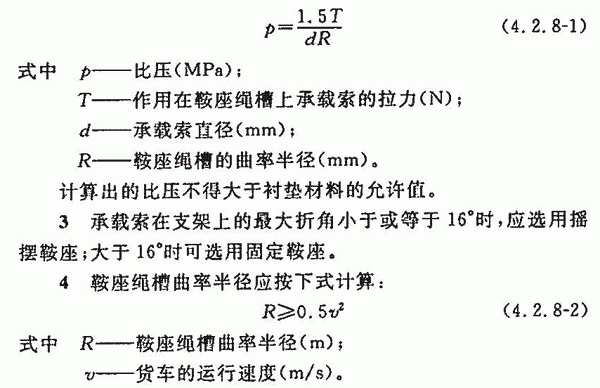 p=1.5T/dR (4.2.8-1)
式中 p——比压(MPa);
T——作用在鞍座绳槽上承载索的拉力(N);
d——承载索直径(mm);
R——鞍座绳槽的曲率半径(mm)。
计算出的比压不得大于衬垫材料的允许值。
3 承载索在支架上的最大折角小于或等于16°时,应选用摇
摆鞍座;大于16°时可选用固定鞍座。
4 鞍座绳槽曲率半径应按下式计算:
R≥0.5v² (4.2.8-2)
式中 R——鞍座绳槽曲率半径(m);
v——货车的运行速度(m/s)。